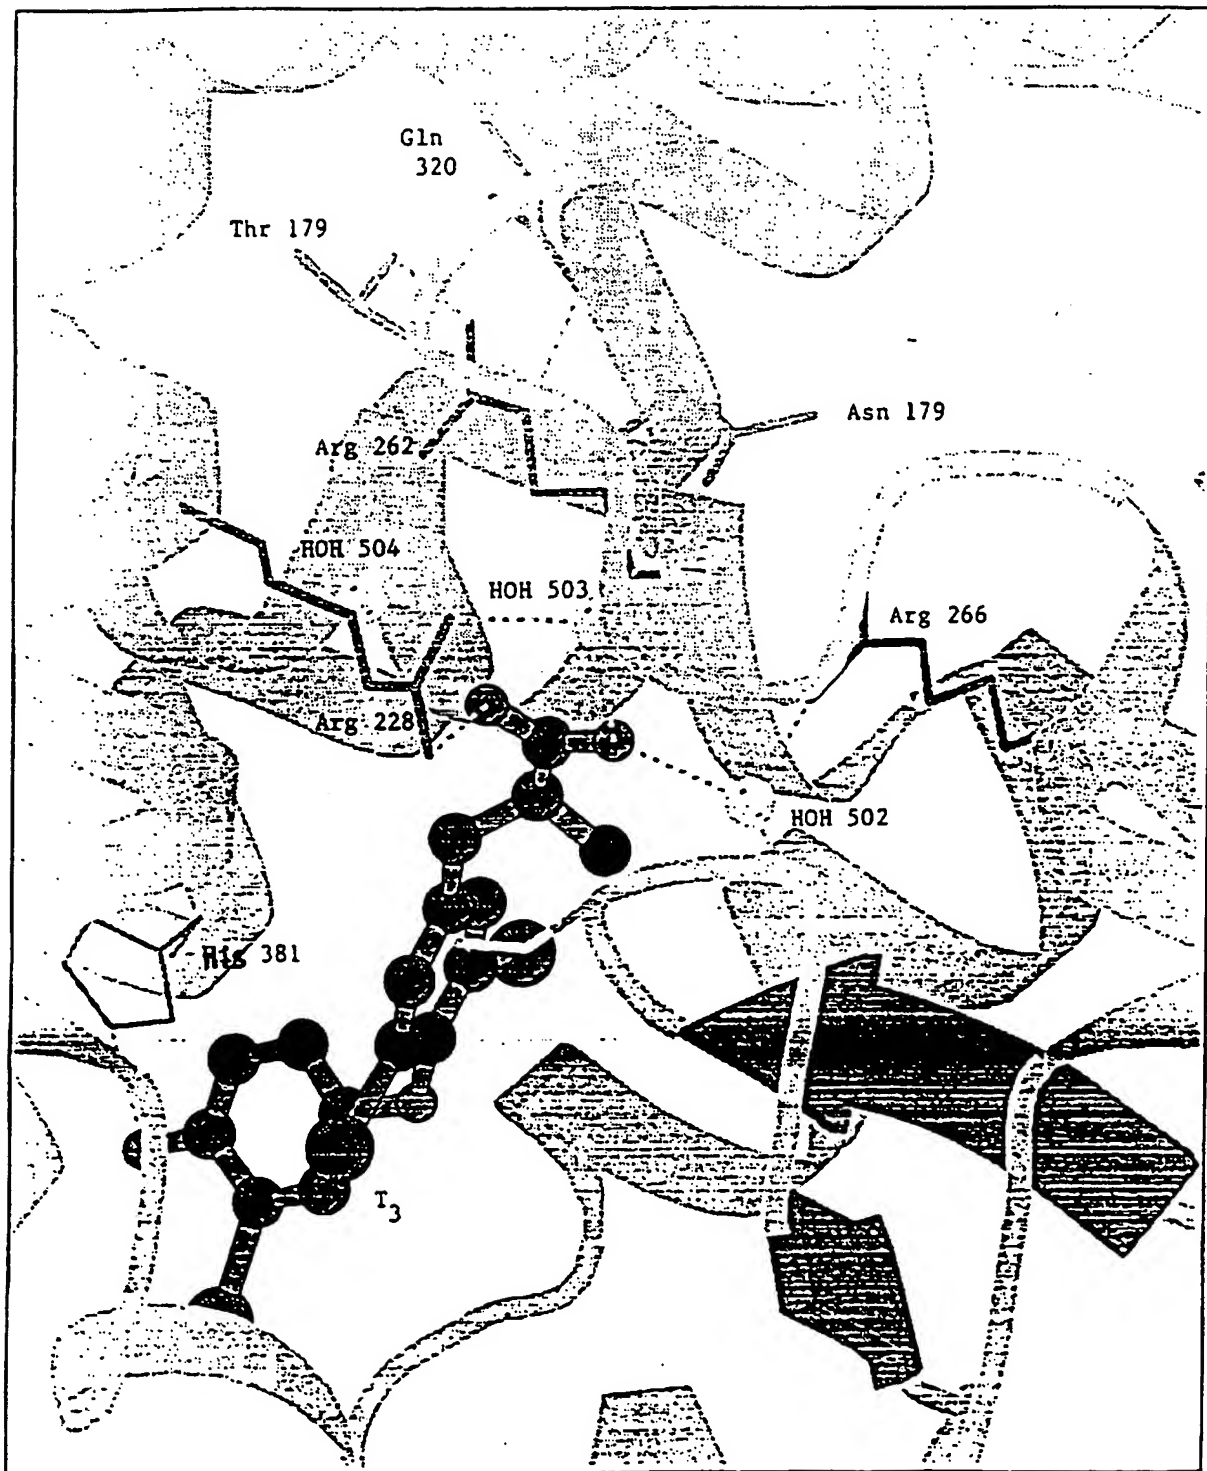 Gln
320
Thr 179
Asn 179
Arg 262
HOH 504
HOH 503
Arg 266
Arg 228
HOH 502
His 381
T3